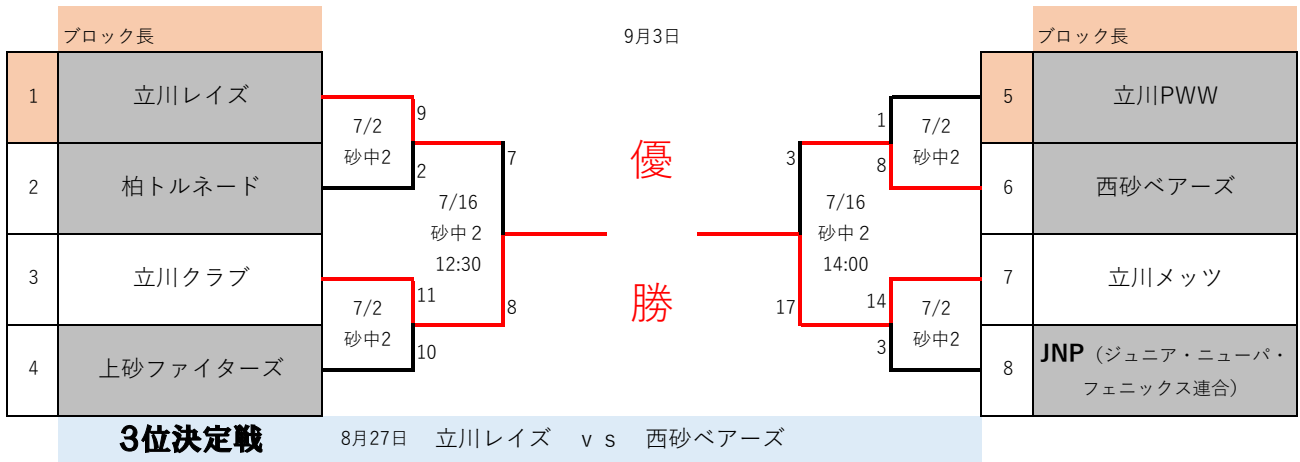 ブロック長
9月3日
ブロック長
1
立川レイズ
9
7/2
砂中2
2
柏トルネード
2
7
7/16
砂中２
12:30
3
立川クラブ
11
7/2
砂中2
8
4
上砂ファイターズ
10
優
勝
5
立川PWW
1
7/2
砂中2
3
8
6
西砂ベアーズ
7/16
砂中２
14:00
7
立川メッツ
14
7/2
砂中2
17
3
8
JNP（ジュニア・ニューパ・
フェニックス連合）
3位決定戦 8月27日 立川レイズ ｖｓ 西砂ベアーズ